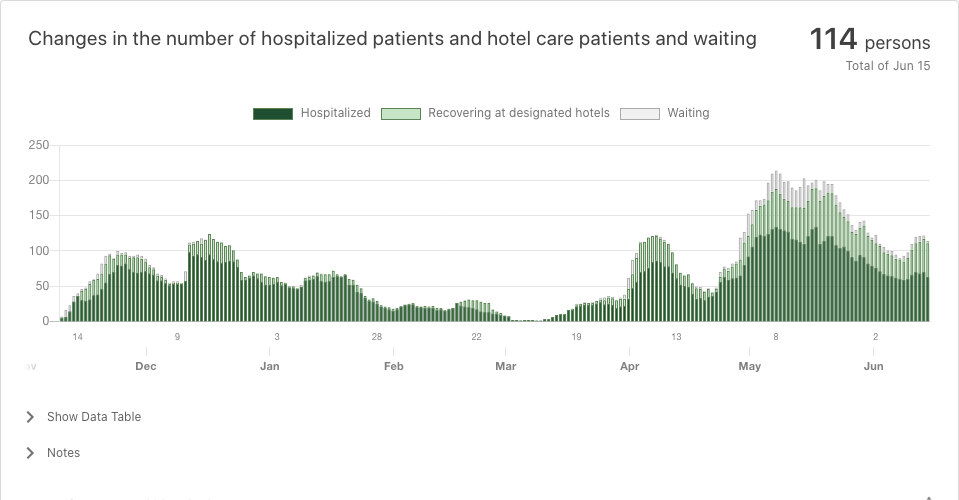 Changes in the number of hospitalized patients and hotel care patients and waiting
114 persons
Total of Jun 15
Hospitalized Recovering at designated hotels Waiting
250
200
150
100
50
0
14 9 3 28 22 19 13 8 2
ov Dec Jan Feb Mar Apr May Jun
Show Data Table
Notes